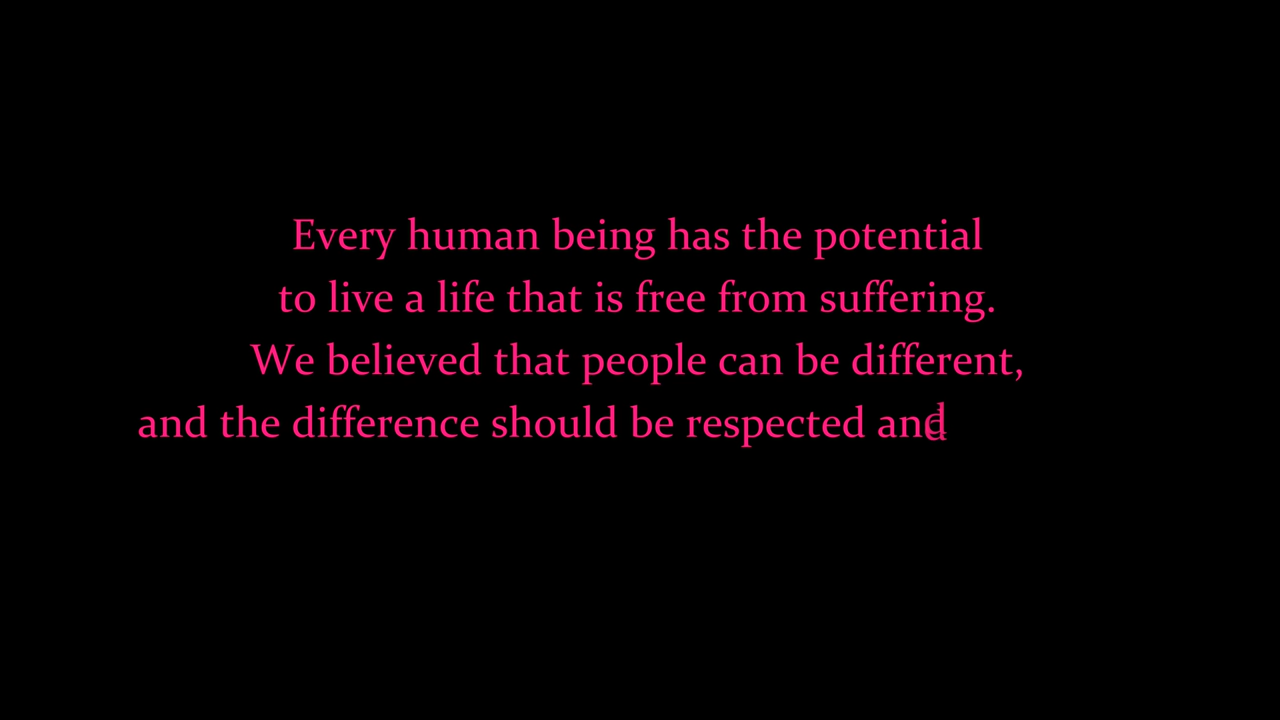 Every human being has the potential
to live a life that is free from suffering.
We believed that people can be different,
and the difference should be respected and